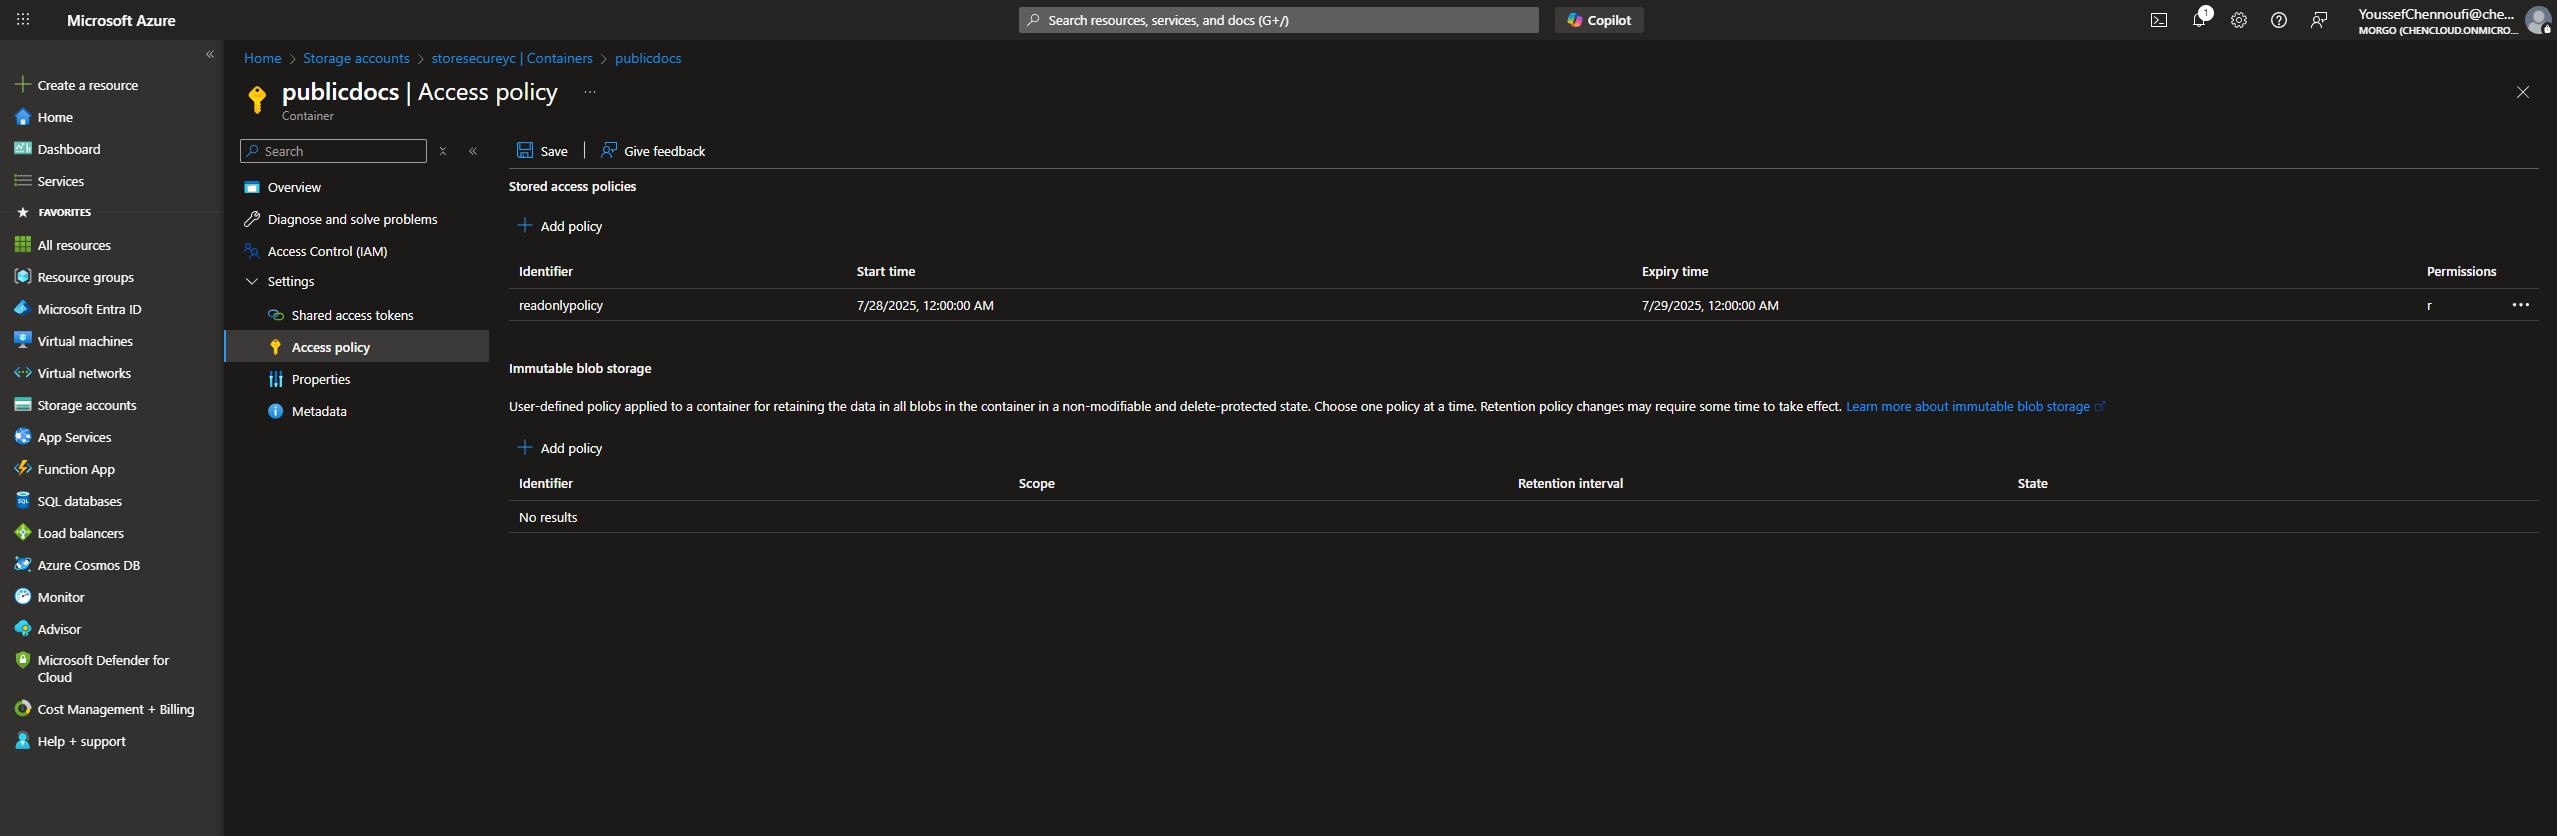 Microsoft Azure
Search resources, services, and docs (G+/)
Copilot
1
YoussefChennoufi@che...
MORGO (CHENCLOUD.ONMICRO...
Create a resource
Home
Dashboard
Services
FAVORITES
All resources
Resource groups
Microsoft Entra ID
Virtual machines
Virtual networks
Storage accounts
App Services
Function App
SQL databases
Load balancers
Azure Cosmos DB
Monitor
Advisor
Microsoft Defender for
Cloud
Cost Management + Billing
Help + support
Home > Storage accounts > storesecureyc | Containers > publicdocs
publicdocs | Access policy ...
Container
Search
Overview
Diagnose and solve problems
Access Control (IAM)
Settings
Shared access tokens
Access policy
Properties
Metadata
Save | Give feedback
Stored access policies
Add policy
Identifier Start time Expiry time Permissions
readonlypolicy 7/28/2025, 12:00:00 AM 7/29/2025, 12:00:00 AM r
Immutable blob storage
User-defined policy applied to a container for retaining the data in all blobs in the container in a non-modifiable and delete-protected state. Choose one policy at a time. Retention policy changes may require some time to take effect. Learn more about immutable blob storage
Add policy
Identifier Scope Retention interval State
No results